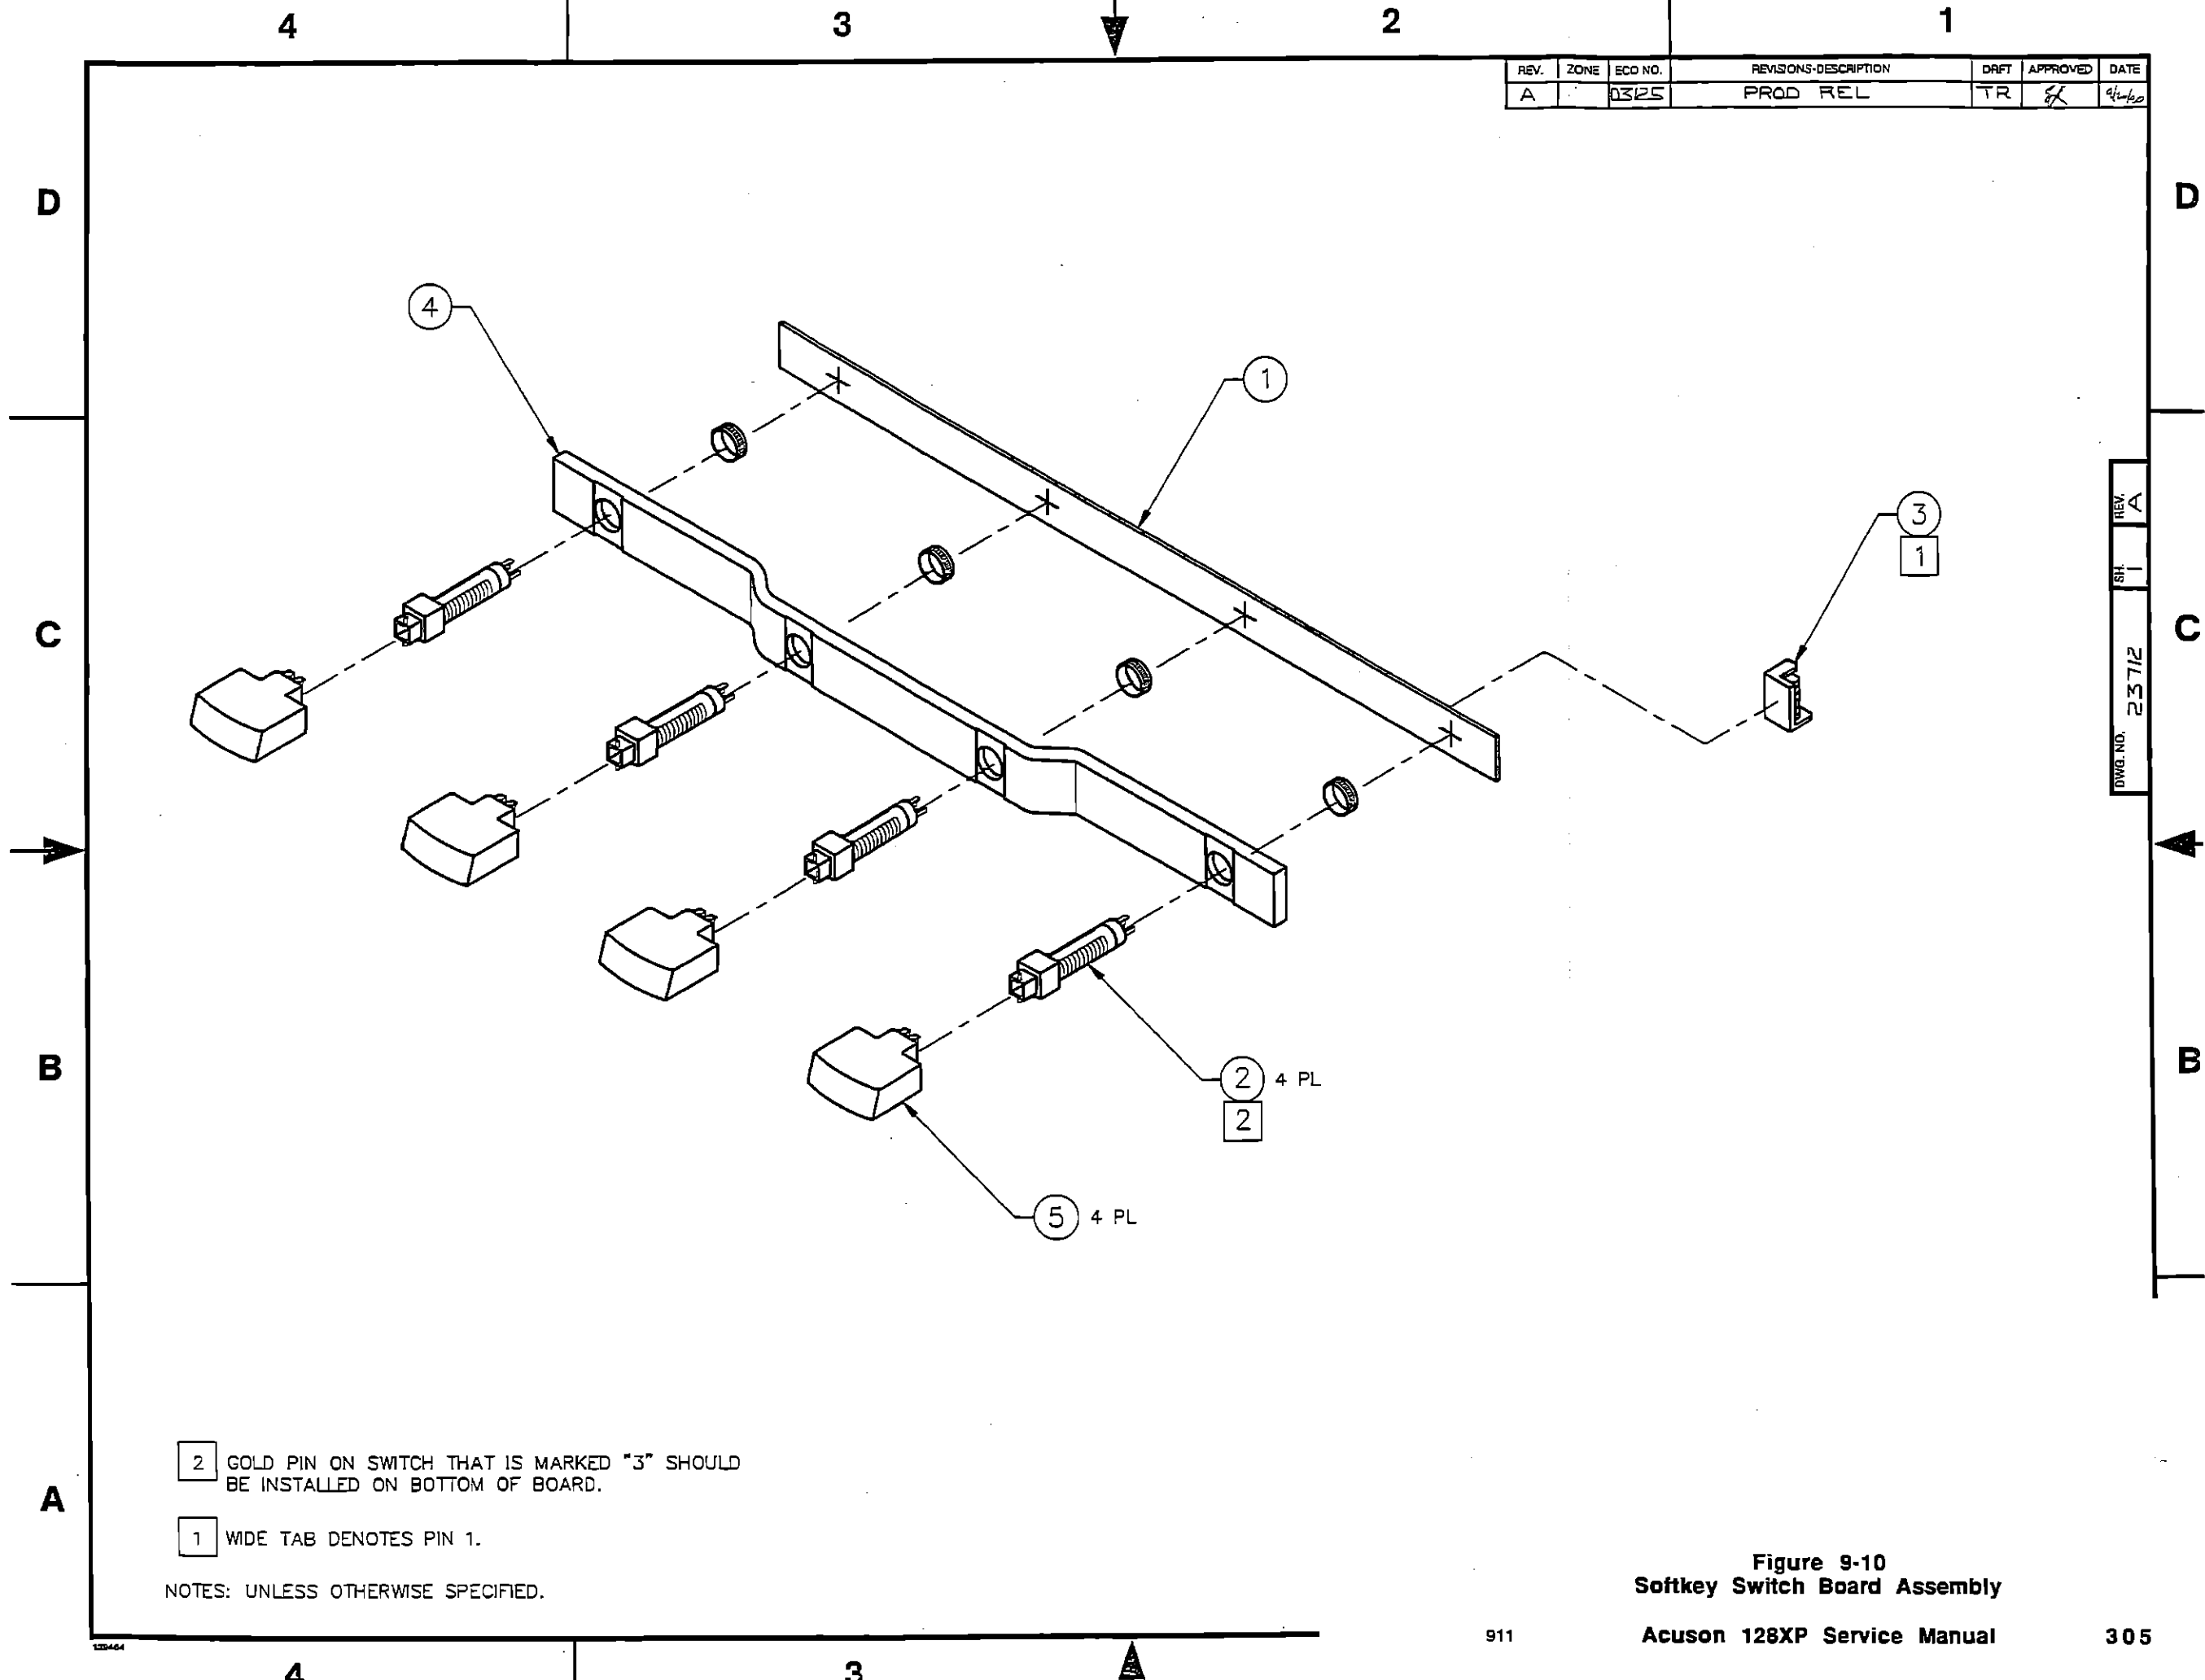 4 3 2 1
REV. ZONE ECO NO. REVISIONS-DESCRIPTION DRFT APPROVED DATE
A 03125 PROD REL TR
D D
4
1
3
1
REV. A
SH. 1
DWG. NO. 23712
C C
B B
2 4 PL
2
5 4 PL
2 GOLD PIN ON SWITCH THAT IS MARKED "3" SHOULD
BE INSTALLED ON BOTTOM OF BOARD.
A
1 WIDE TAB DENOTES PIN 1.
NOTES: UNLESS OTHERWISE SPECIFIED.
Figure 9-10
Softkey Switch Board Assembly
911 Acuson 128XP Service Manual 305
4 3